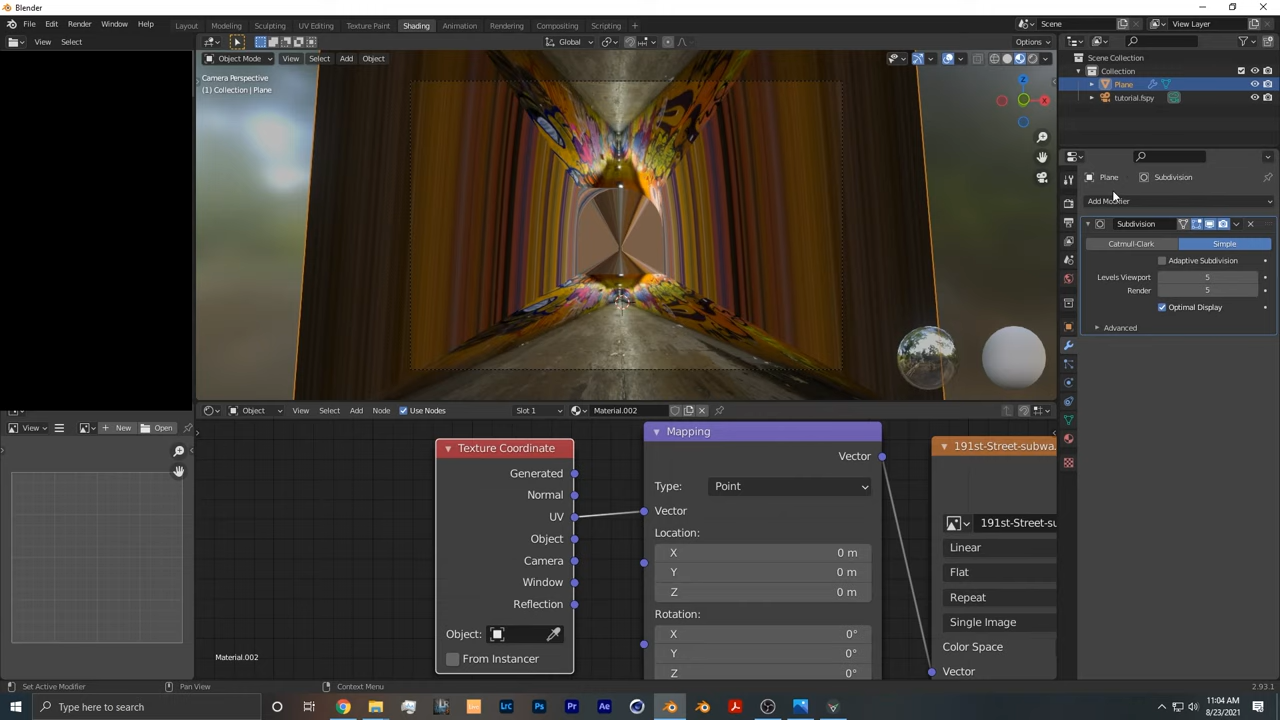 Blender
File Edit Render Window Help
Layout Modeling Sculpting UV Editing Texture Paint Shading Animation Rendering Compositing Scripting +
Scene View Layer
View Select
Global Options
Object Mode View Select Add Object
Camera Perspective
(1) Collection | Plane
Z
X
Scene Collection
Collection
Plane
tutorial.fspy
Plane Subdivision
Add Modifier
Subdivision
Catmull-Clark Simple
Adaptive Subdivision
Levels Viewport 5
Render 5
Optimal Display
Advanced
View New Open
Object View Select Add Node Use Nodes Slot 1 Material.002
Texture Coordinate
Generated
Normal
UV
Object
Camera
Window
Reflection
Object:
From Instancer
Mapping
Vector
Type: Point
Vector
Location:
X 0 m
Y 0 m
Z 0 m
Rotation:
X 0°
Y 0°
Z 0°
191st-Street-subwa..
191st-Street-su
Linear
Flat
Repeat
Single Image
Color Space
Vector
Material.002
Set Active Modifier Pan View Context Menu 2.93.1
Type here to search
Lrc Ps Pr Ae
11:04 AM
8/23/2021